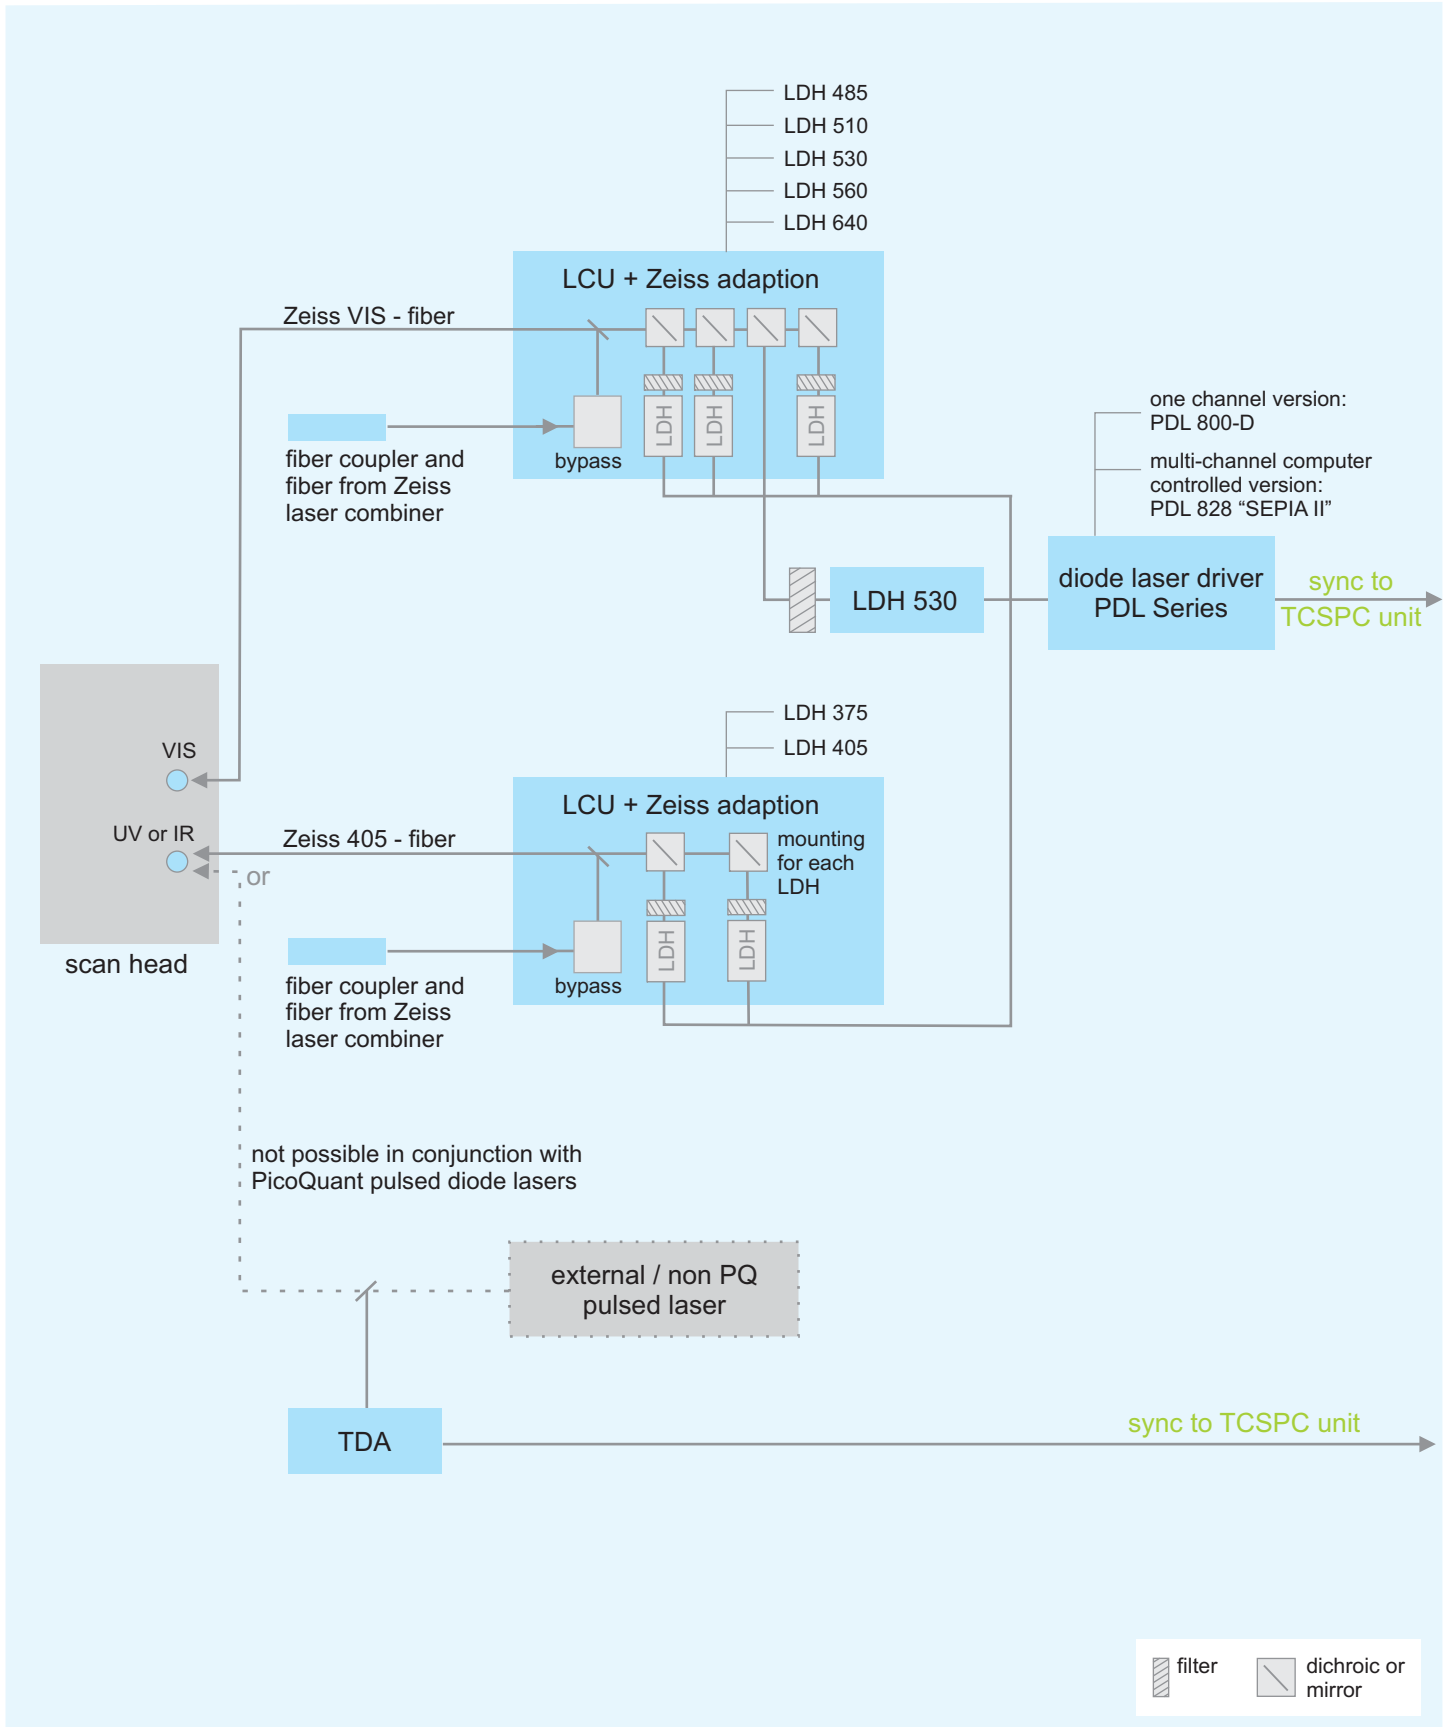 LDH 485
LDH 510
LDH 530
LDH 560
LDH 640
LCU + Zeiss adaption
Zeiss VIS - fiber
LDH
LDH
LDH
bypass
fiber coupler and
fiber from Zeiss
laser combiner
one channel version:
PDL 800-D
multi-channel computer
controlled version:
PDL 828 “SEPIA II”
LDH 530
diode laser driver
PDL Series
sync to
TCSPC unit
LDH 375
LDH 405
VIS
UV or IR
or
scan head
LCU + Zeiss adaption
Zeiss 405 - fiber
mounting
for each
LDH
LDH
LDH
bypass
fiber coupler and
fiber from Zeiss
laser combiner
not possible in conjunction with
PicoQuant pulsed diode lasers
external / non PQ
pulsed laser
TDA
sync to TCSPC unit
filter
dichroic or
mirror